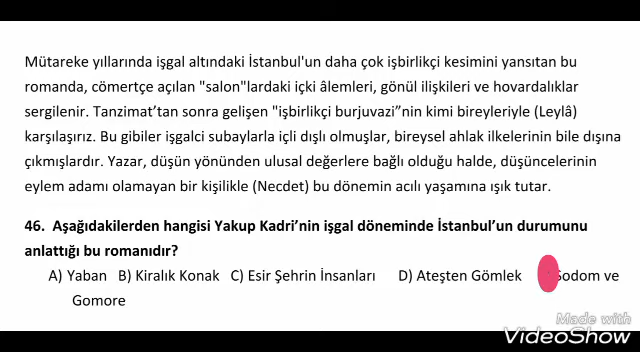 Mütareke yıllarında işgal altındaki İstanbul'un daha çok işbirlikçi kesimini yansıtan bu
romanda, cömertçe açılan "salon"lardaki içki âlemleri, gönül ilişkileri ve hovardalıklar
sergilenir. Tanzimat’tan sonra gelişen "işbirlikçi burjuvazi”nin kimi bireyleriyle (Leylâ)
karşılaşırız. Bu gibiler işgalci subaylarla içli dışlı olmuşlar, bireysel ahlak ilkelerinin bile dışına
çıkmışlardır. Yazar, düşün yönünden ulusal değerlere bağlı olduğu halde, düşüncelerinin
eylem adamı olamayan bir kişilikle (Necdet) bu dönemin acılı yaşamına ışık tutar.
46. Aşağıdakilerden hangisi Yakup Kadri’nin işgal döneminde İstanbul’un durumunu
anlattığı bu romanıdır?
A) Yaban B) Kiralık Konak C) Esir Şehrin İnsanları D) Ateşten Gömlek Sodom ve
Gomore
Made with
VideoShow